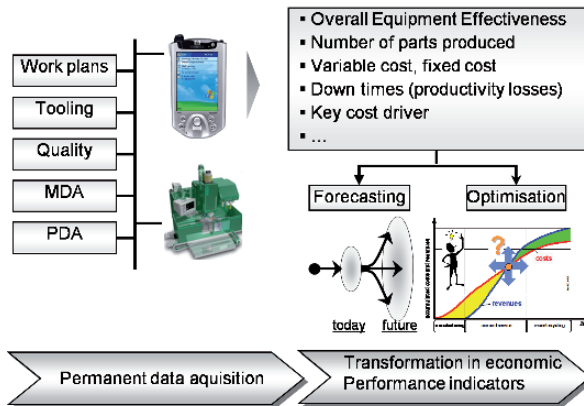 Work plans
Tooling
Quality
MDA
PDA
▪ Overall Equipment Effectiveness
▪ Number of parts produced
▪ Variable cost, fixed cost
▪ Down times (productivity losses)
▪ Key cost driver
▪ ...
Forecasting
Optimisation
today
future
?
costs
revenues
Permanent data aquisition
Transformation in economic
Performance indicators